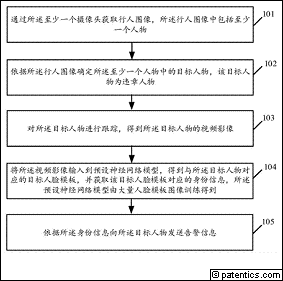 通过所述至少一个摄像头获取行人图像，所述行人图像中包括至少
一个人物
101
依据所述行人图像确定所述至少一个人物中的目标人物，该目标
人物为违章人物
102
对所述目标人物进行跟踪，得到所述目标人物的视频影像
103
将所述视频影像输入到预设神经网络模型，得到与所述目标人物对
应的目标人脸模板，并获取该目标人脸模板对应的身份信息，所述
预设神经网络模型由大量人脸模板图像训练得到
104
依据所述身份信息向所述目标人物发送告警信息
105
© patentics.com